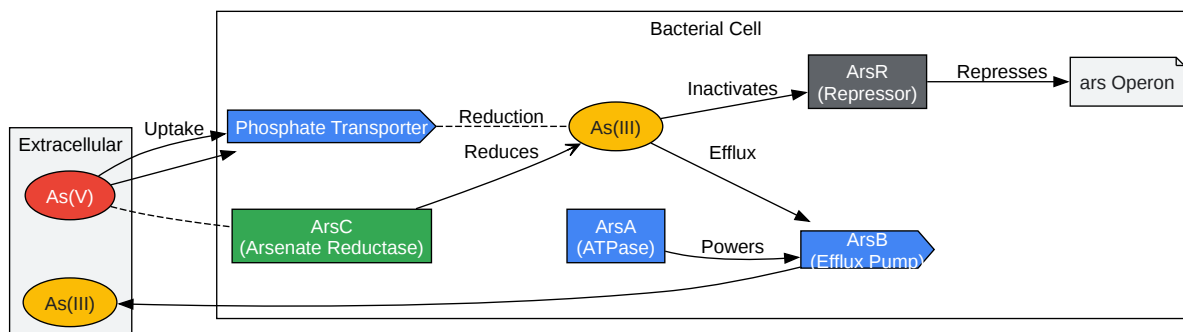 Bacterial Cell
ArsR
(Repressor)
Represses
ars Operon
Inactivates
Extracellular
Uptake
Phosphate Transporter
Reduction
As(III)
Reduces
Efflux
As(V)
ArsC
(Arsenate Reductase)
ArsA
(ATPase)
Powers
ArsB
(Efflux Pump)
As(III)